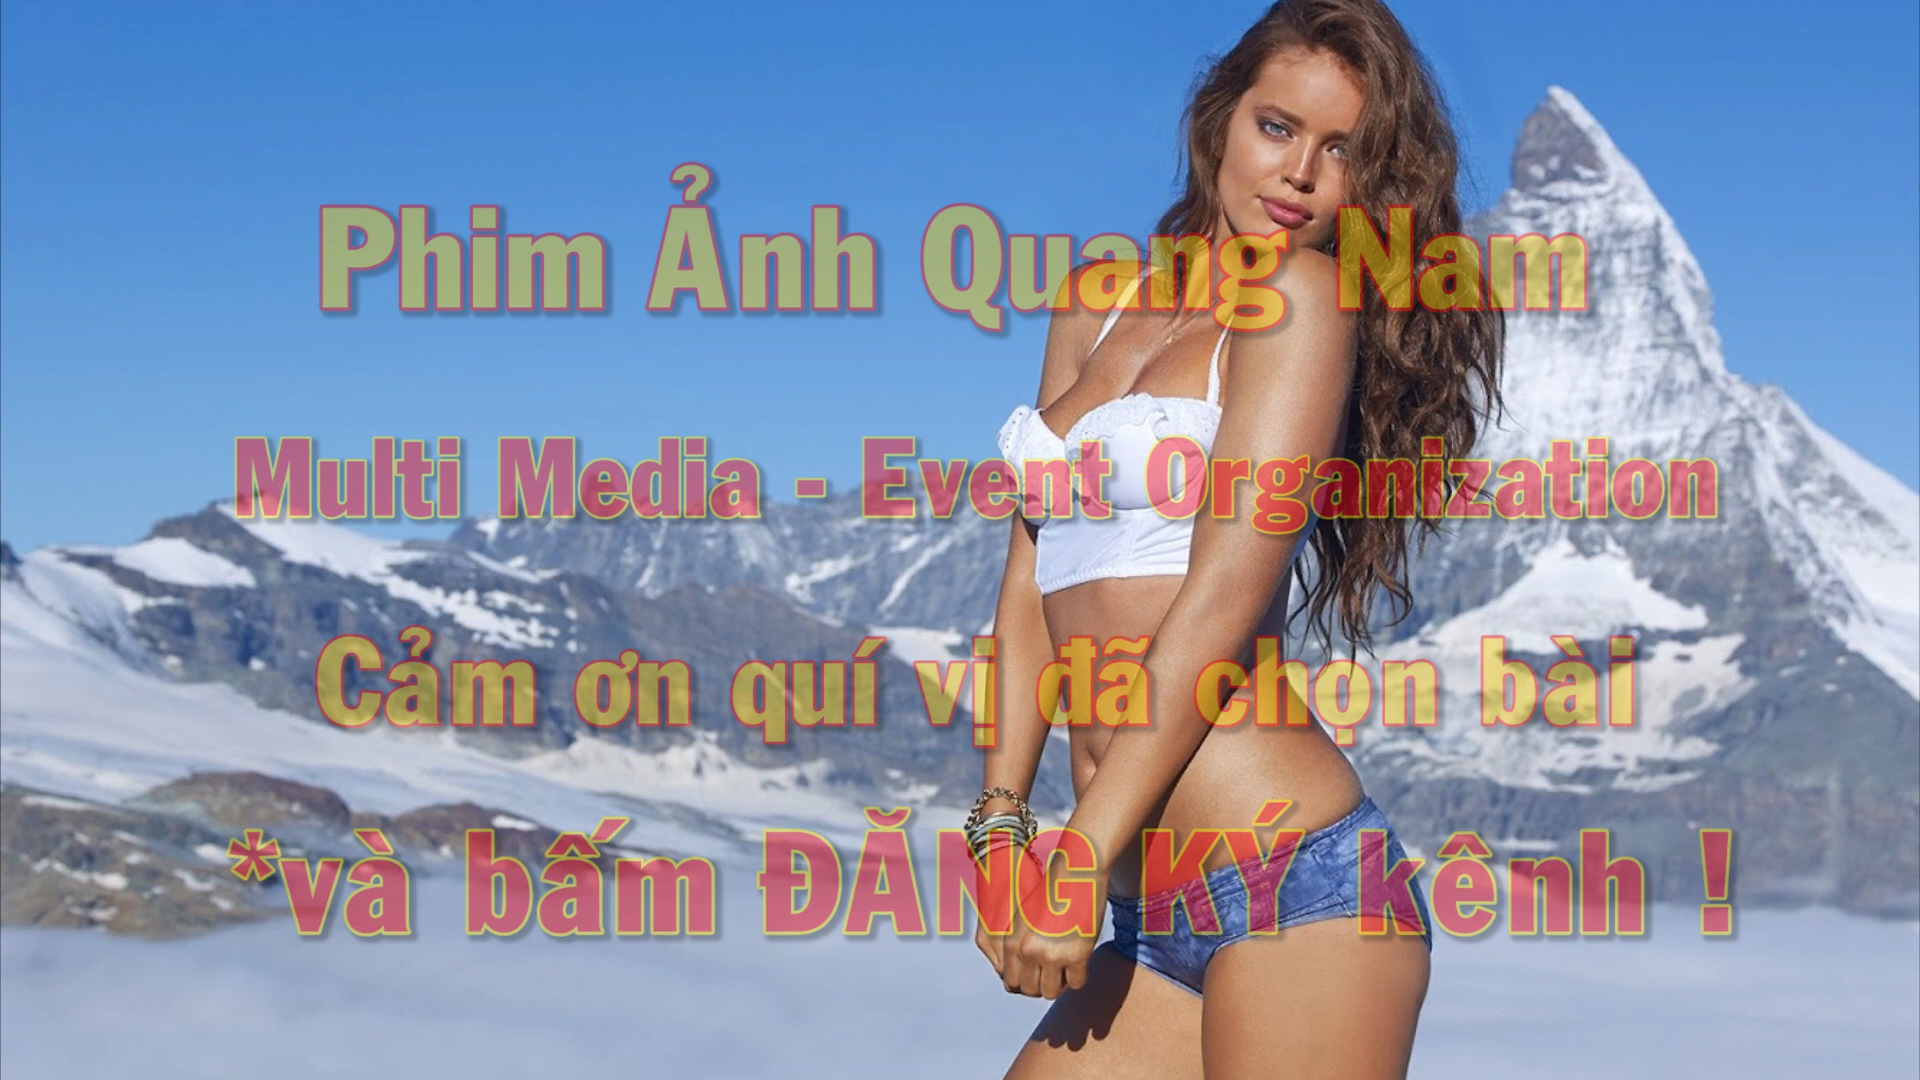 Phim Ảnh Quang Nam
Multi Media - Event Organization
Cảm ơn quí vị đã chọn bài
*và bấm ĐĂNG KÝ kênh !